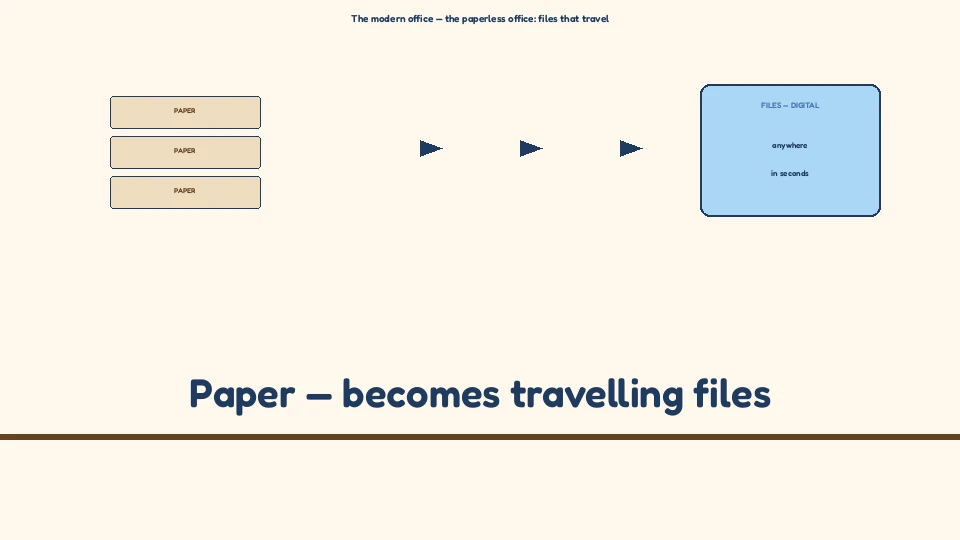 The modern office — the paperless office: files that travel
PAPER
PAPER
PAPER
FILES — DIGITAL
anywhere
in seconds
Paper — becomes travelling files